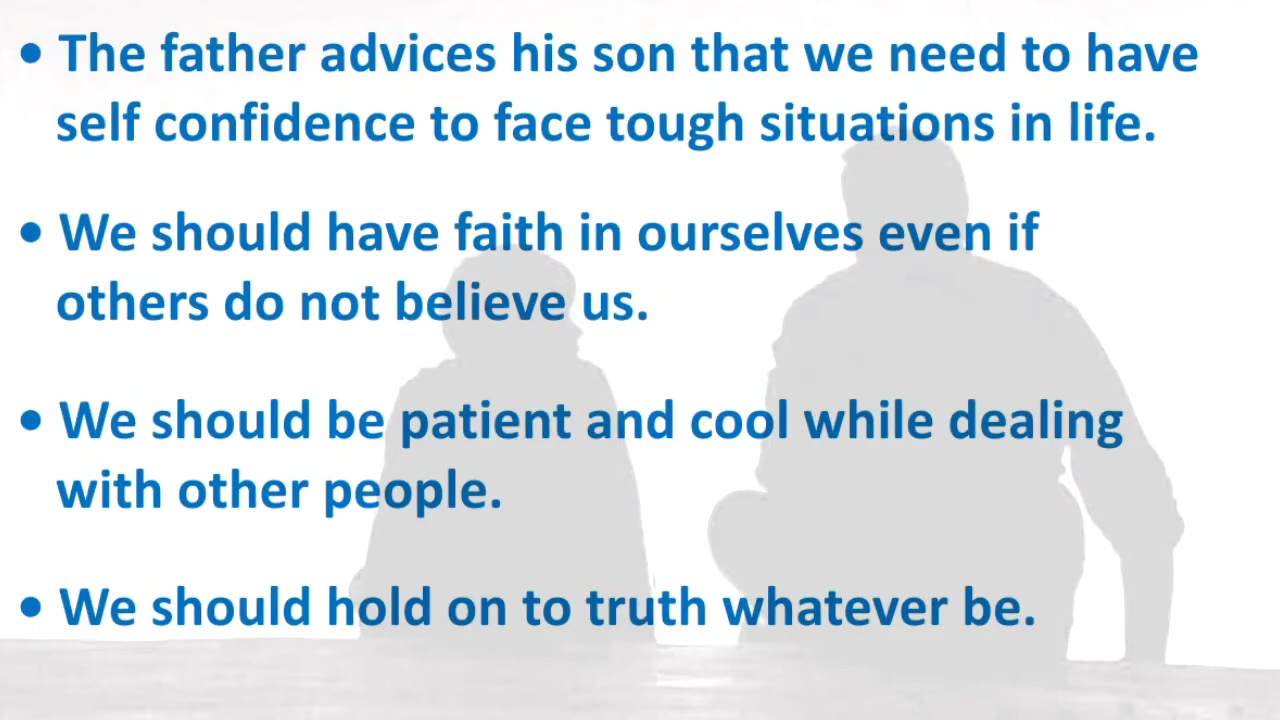 • The father advices his son that we need to have
self confidence to face tough situations in life.
• We should have faith in ourselves even if
others do not believe us.
• We should be patient and cool while dealing
with other people.
• We should hold on to truth whatever be.